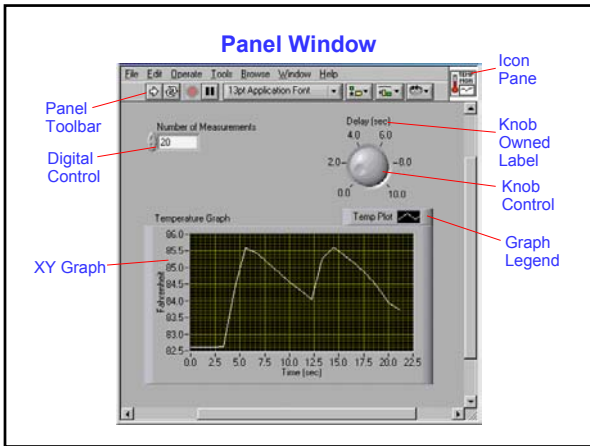 Panel Window
Icon
Pane
TEMP
File Edit Operate Tools Browse Window Help
13pt Application Font
Panel
Toolbar
Number of Measurements
20
Digital
Control
Delay (sec)
4.0 6.0
2.0 8.0
0.0 10.0
Knob
Owned
Label
Knob
Control
Temperature Graph
Temp Plot
Graph
Legend
XY Graph
Fahrenheit
86.0
85.5
85.0
84.5
84.0
83.5
83.0
82.5
0.0 2.5 5.0 7.5 10.0 12.5 15.0 17.5 20.0 22.5
Time (sec)